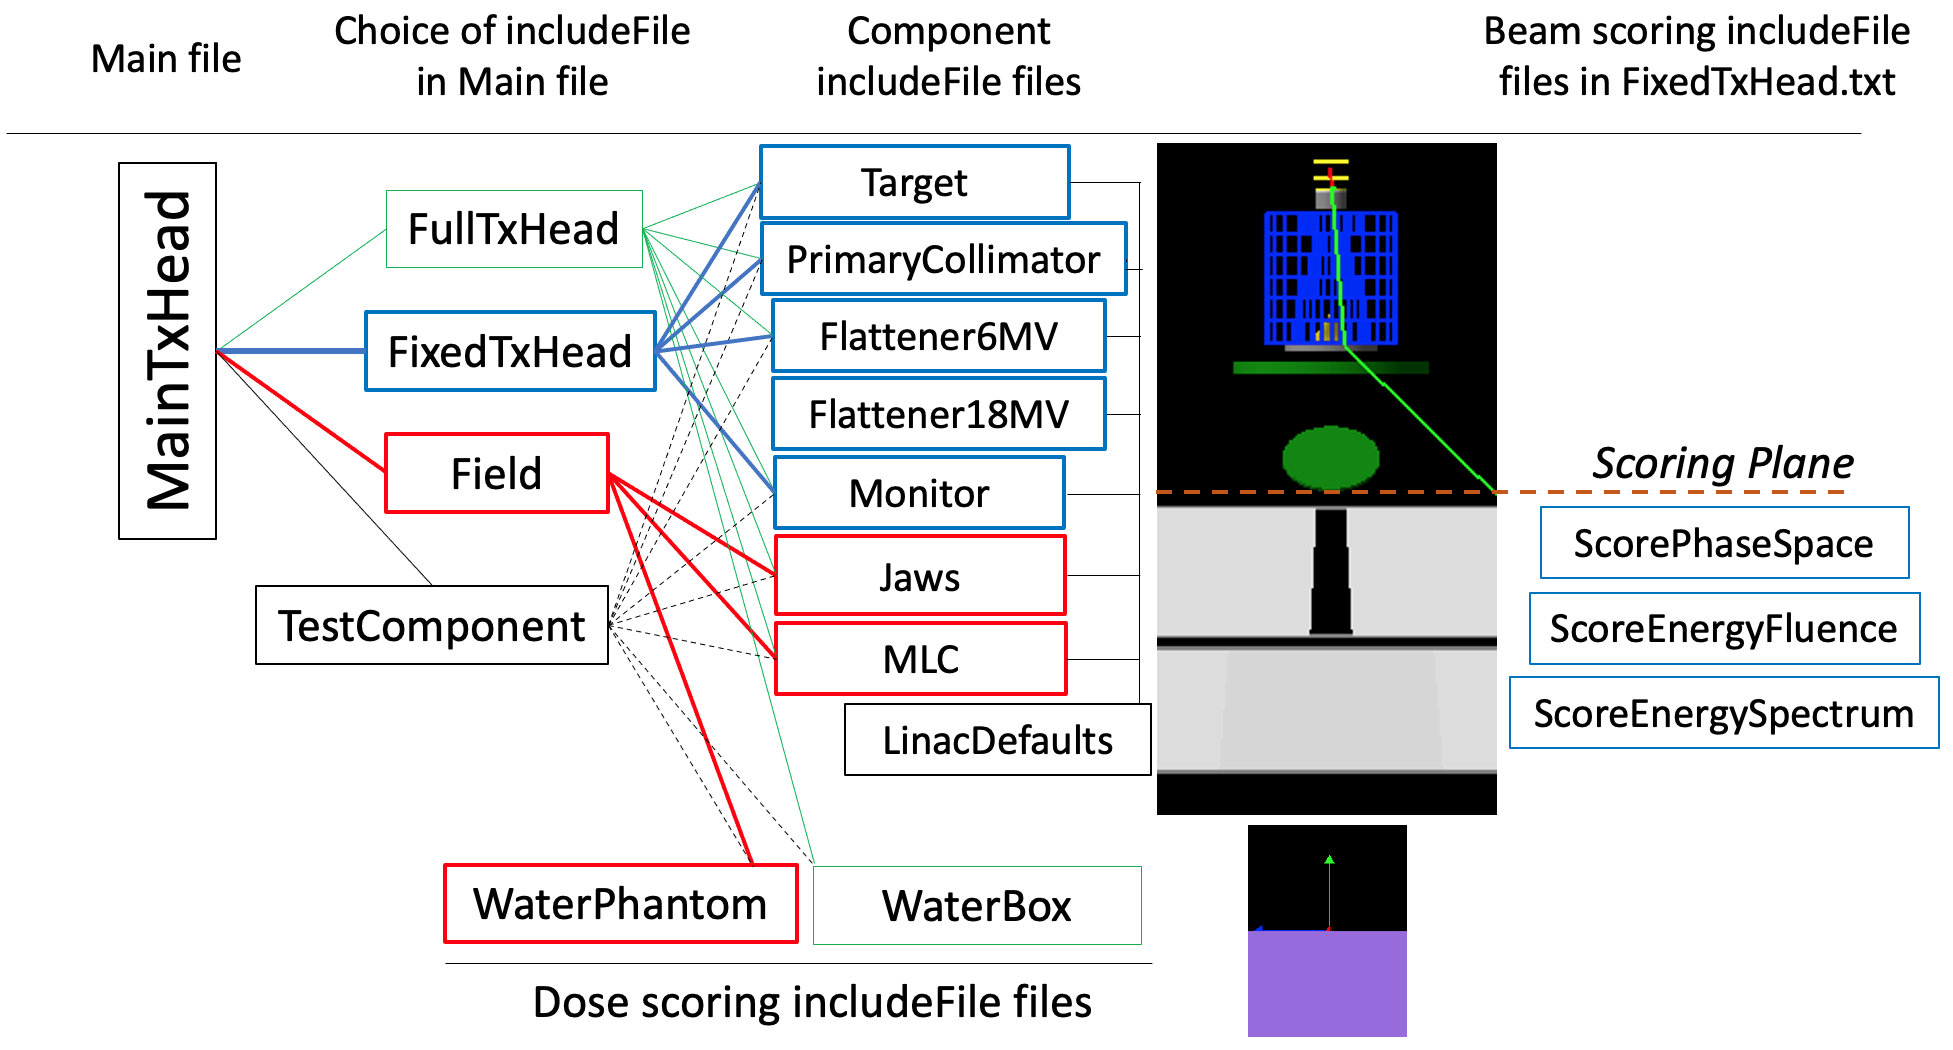 Main file
Choice of includeFile
in Main file
Component
includeFile files
Beam scoring includeFile
files in FixedTxHead.txt
MainTxHead
FullTxHead
FixedTxHead
Field
TestComponent
Target
PrimaryCollimator
Flattener6MV
Flattener18MV
Monitor
Jaws
MLC
LinacDefaults
Scoring Plane
ScorePhaseSpace
ScoreEnergyFluence
ScoreEnergySpectrum
WaterPhantom
WaterBox
Dose scoring includeFile files